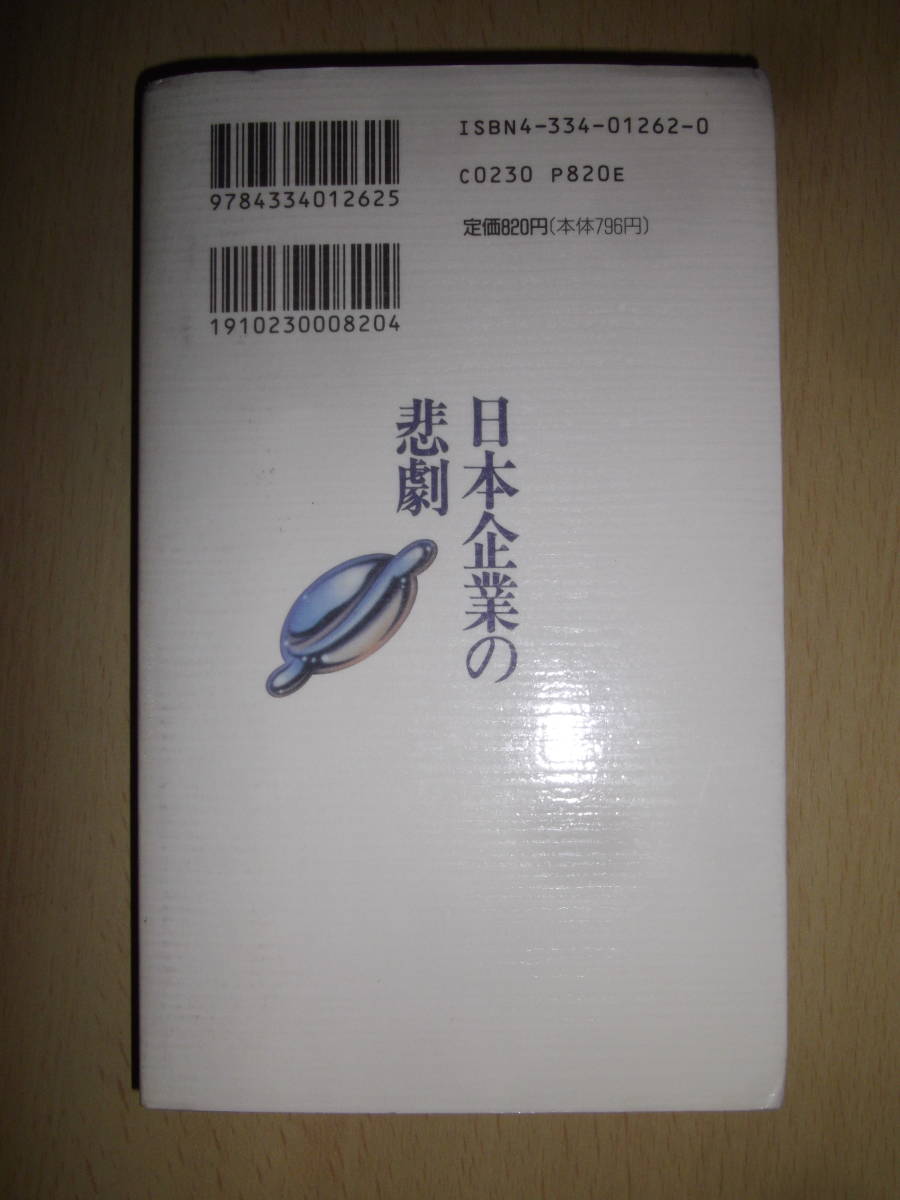 9784334012625
1910230008204
ISBN4-334-01262-0
C0230 P820E
定価820円(本体796円)
日本企業の
悲劇